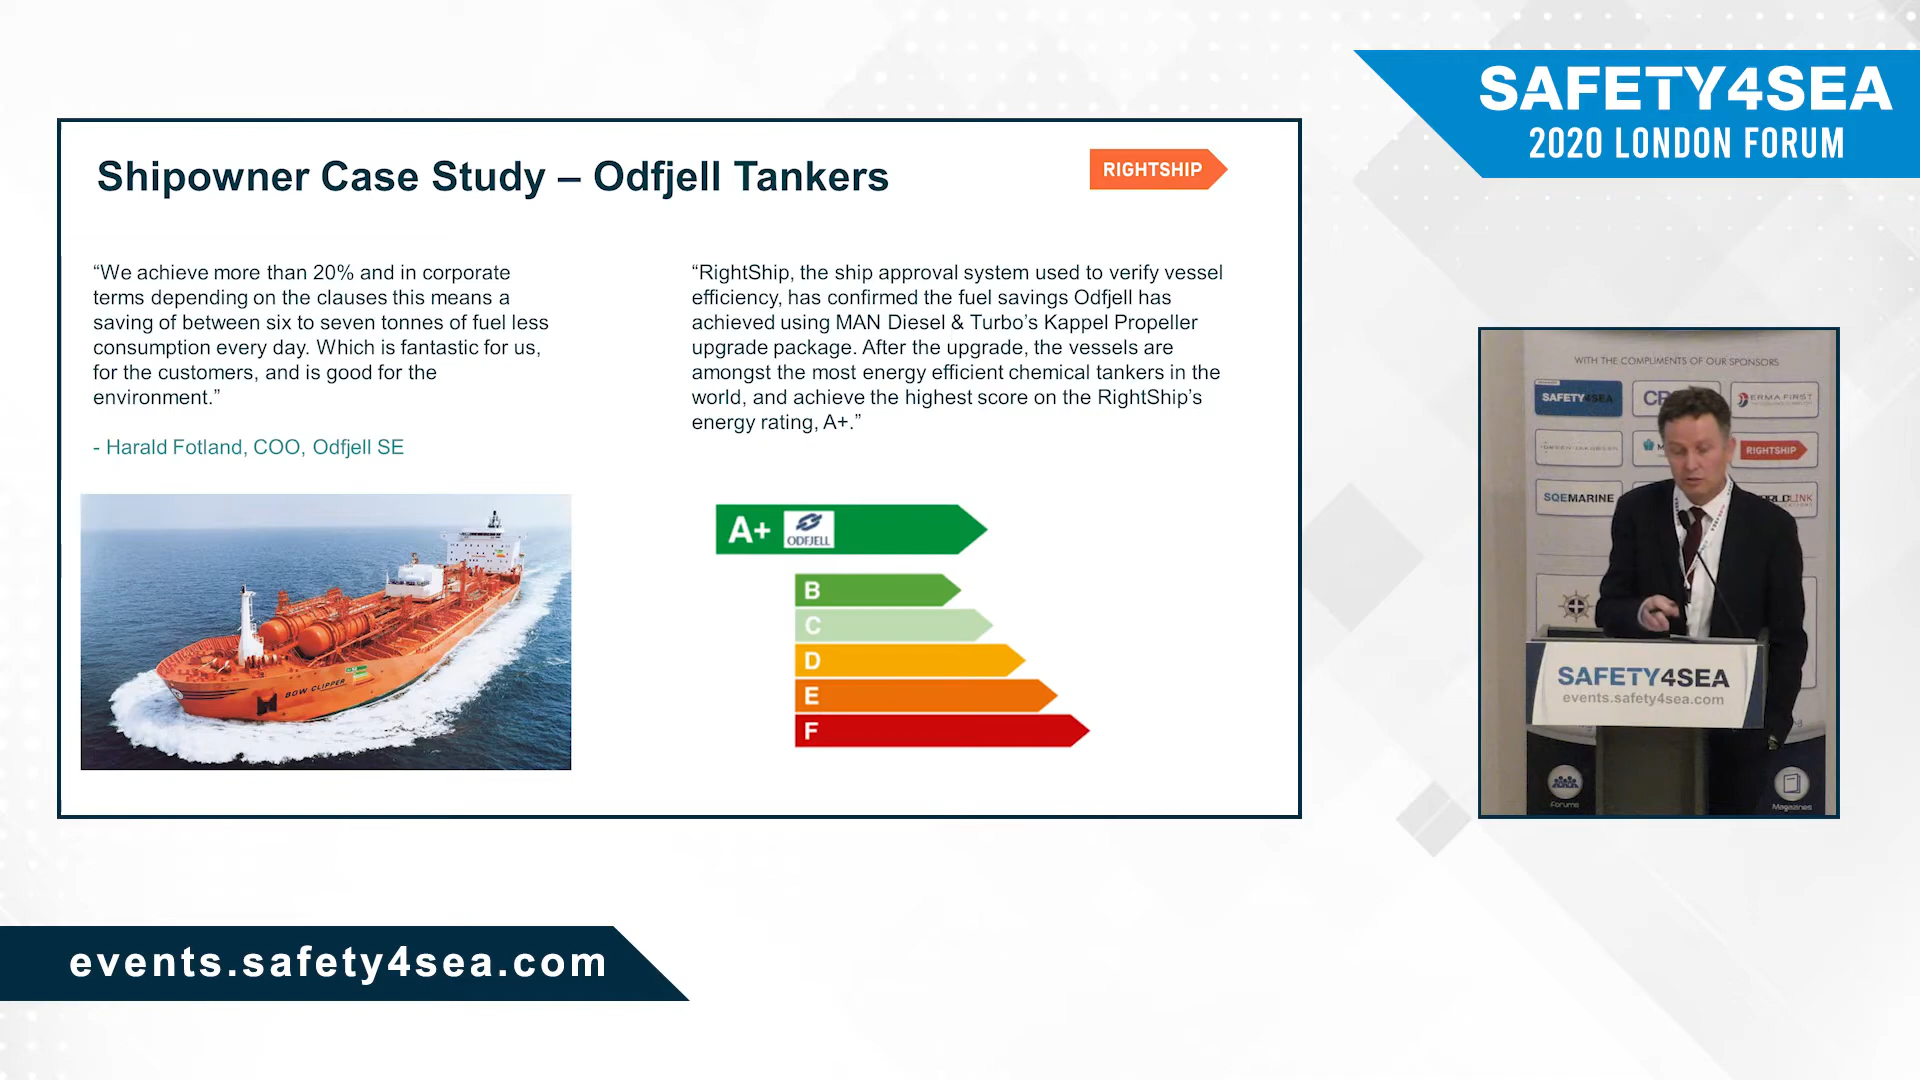 SAFETY4SEA
2020 LONDON FORUM
Shipowner Case Study – Odfjell Tankers
RIGHTSHIP
“We achieve more than 20% and in corporate
terms depending on the clauses this means a
saving of between six to seven tonnes of fuel less
consumption every day. Which is fantastic for us,
for the customers, and is good for the
environment.”
- Harald Fotland, COO, Odfjell SE
“RightShip, the ship approval system used to verify vessel
efficiency, has confirmed the fuel savings Odfjell has
achieved using MAN Diesel & Turbo’s Kappel Propeller
upgrade package. After the upgrade, the vessels are
amongst the most energy efficient chemical tankers in the
world, and achieve the highest score on the RightShip’s
energy rating, A+.”
BOW CLIPPER
A+
ODFJELL
B
C
D
E
F
WITH THE COMPLIMENTS OF OUR SPONSORS
SAFETY4SEA
ERMA FIRST
RIGHTSHIP
SQEMARINE
SAFETY4SEA
events.safety4sea.com
Forums
Magazines
events.safety4sea.com